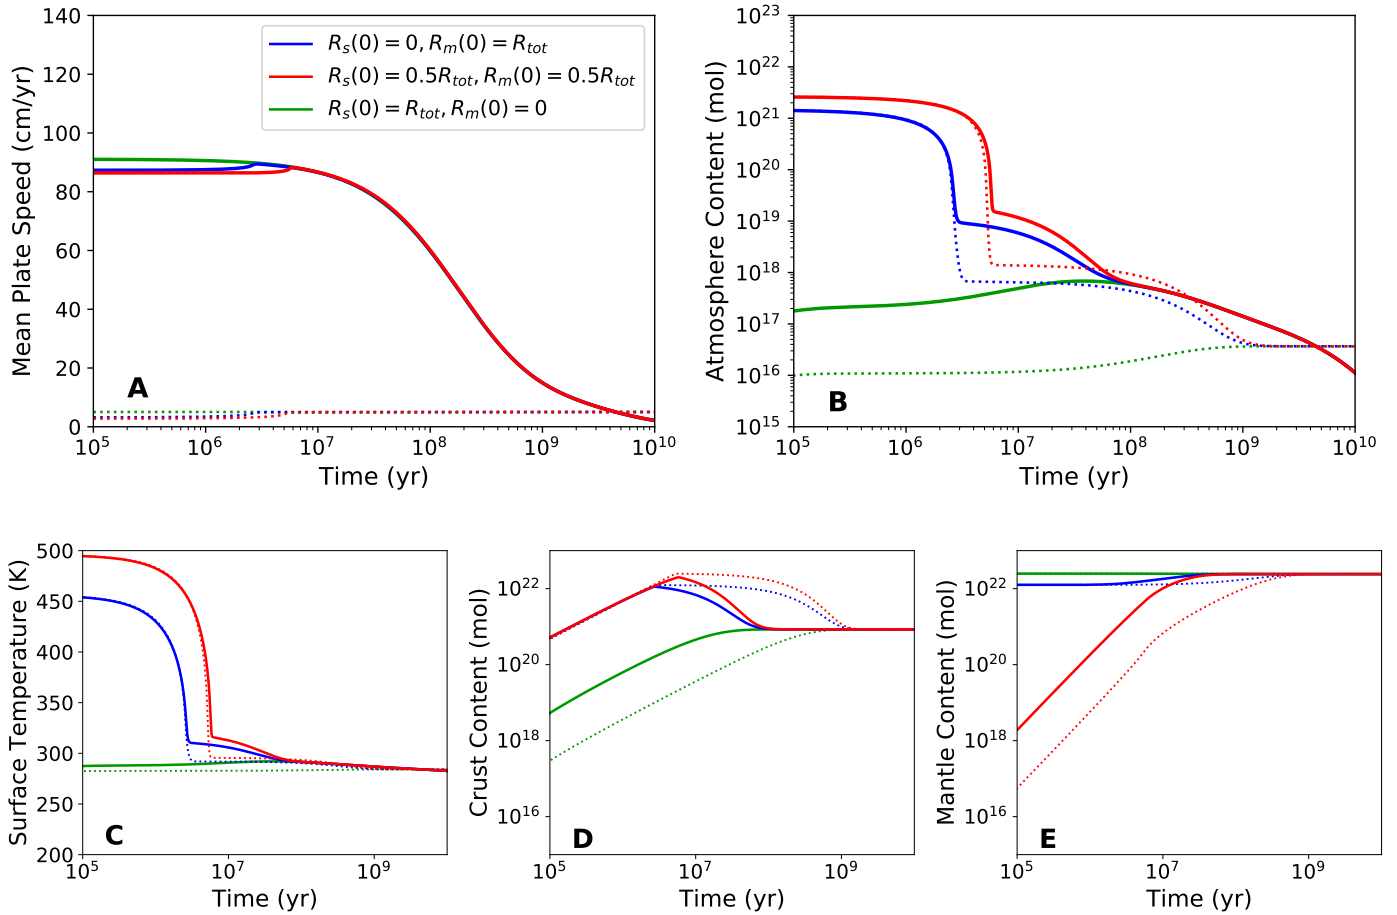 140
120
100
80
60
40
20
0
Mean Plate Speed (cm/yr)
R_s(0) = 0, R_m(0) = R_tot
R_s(0) = 0.5R_tot, R_m(0) = 0.5R_tot
R_s(0) = R_tot, R_m(0) = 0
A
10^5 10^6 10^7 10^8 10^9 10^10
Time (yr)
10^23
10^22
10^21
10^20
10^19
10^18
10^17
10^16
10^15
Atmosphere Content (mol)
B
10^5 10^6 10^7 10^8 10^9 10^10
Time (yr)
500
450
400
350
300
250
200
Surface Temperature (K)
C
10^5 10^7 10^9
Time (yr)
10^22
10^20
10^18
10^16
Crust Content (mol)
D
10^5 10^7 10^9
Time (yr)
10^22
10^20
10^18
10^16
Mantle Content (mol)
E
10^5 10^7 10^9
Time (yr)